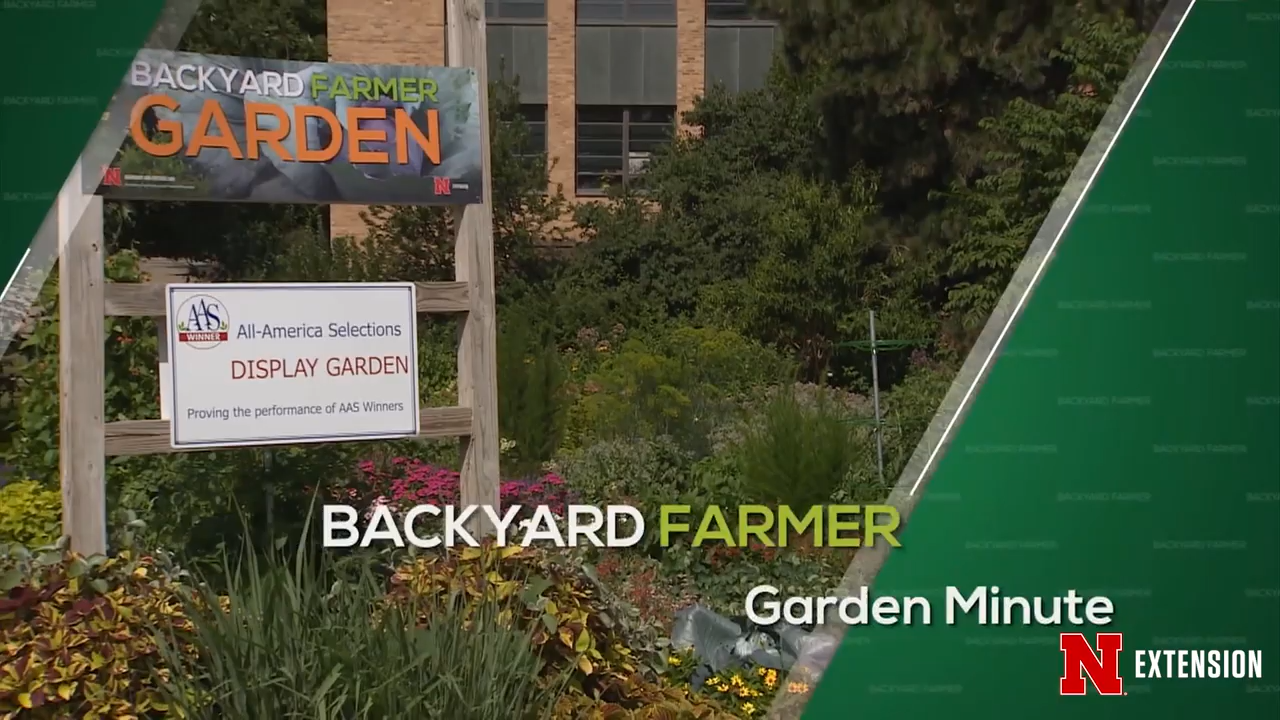 BACKYARD FARMER
GARDEN
N
N
AAS
WINNER
All-America Selections
DISPLAY GARDEN
Proving the performance of AAS Winners
BACKYARD FARMER
Garden Minute
N EXTENSION